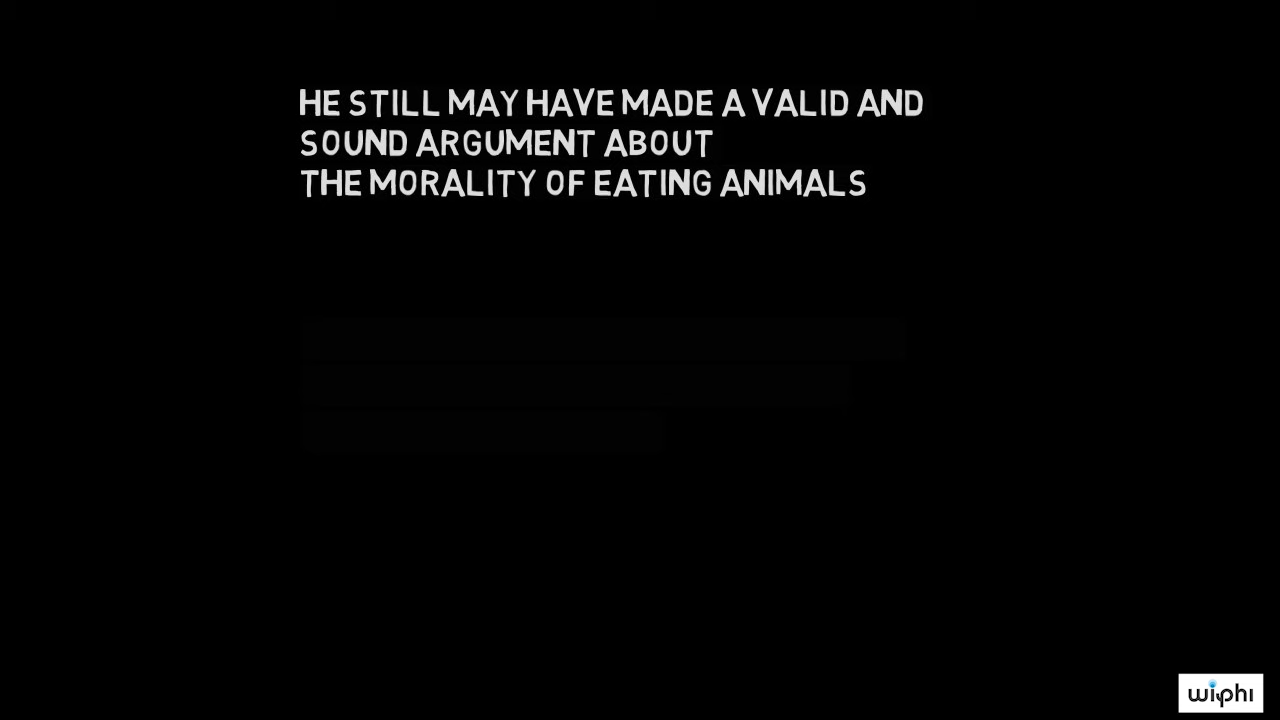 HE STILL MAY HAVE MADE A VALID AND
SOUND ARGUMENT ABOUT
THE MORALITY OF EATING ANIMALS
wiphi